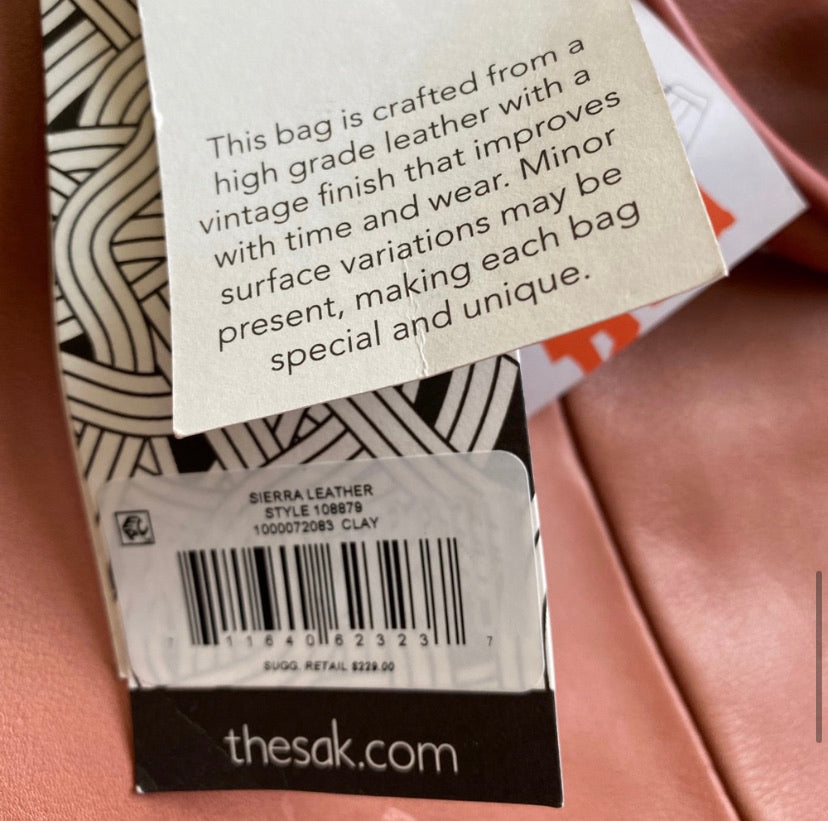 This bag is crafted from a
high grade leather with a
vintage finish that improves
with time and wear. Minor
surface variations may be
present, making each bag
special and unique.
SIERRA LEATHER
STYLE 108879
1000072083 CLAY
7 11640 62323 7
SUGG. RETAIL $229.00
thesak.com